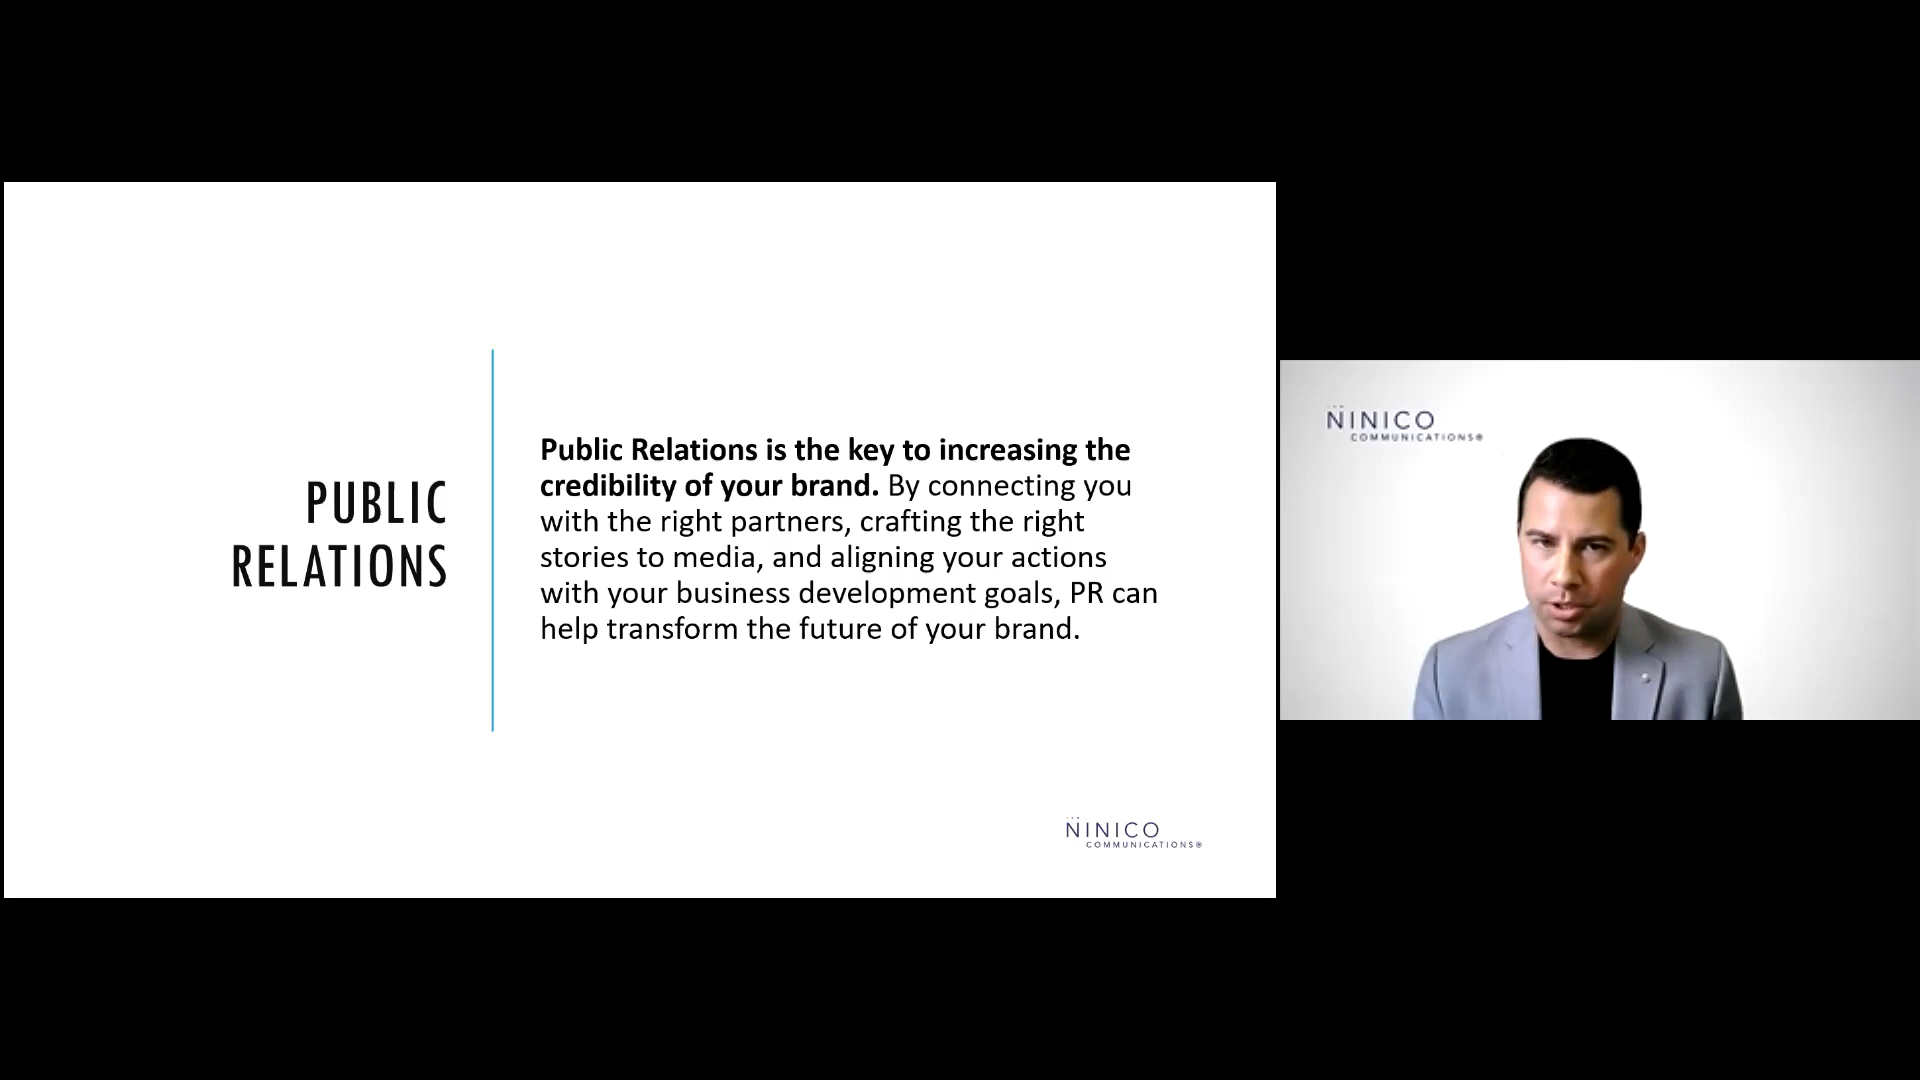 PUBLIC
RELATIONS
Public Relations is the key to increasing the
credibility of your brand. By connecting you
with the right partners, crafting the right
stories to media, and aligning your actions
with your business development goals, PR can
help transform the future of your brand.
NINICO
COMMUNICATIONS®
NINICO
COMMUNICATIONS®